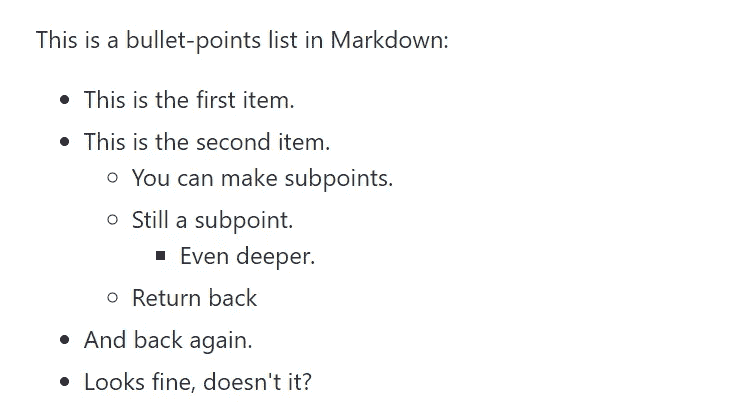 This is a bullet-points list in Markdown:
• This is the first item.
• This is the second item.
◦ You can make subpoints.
◦ Still a subpoint.
▪ Even deeper.
◦ Return back
• And back again.
• Looks fine, doesn't it?